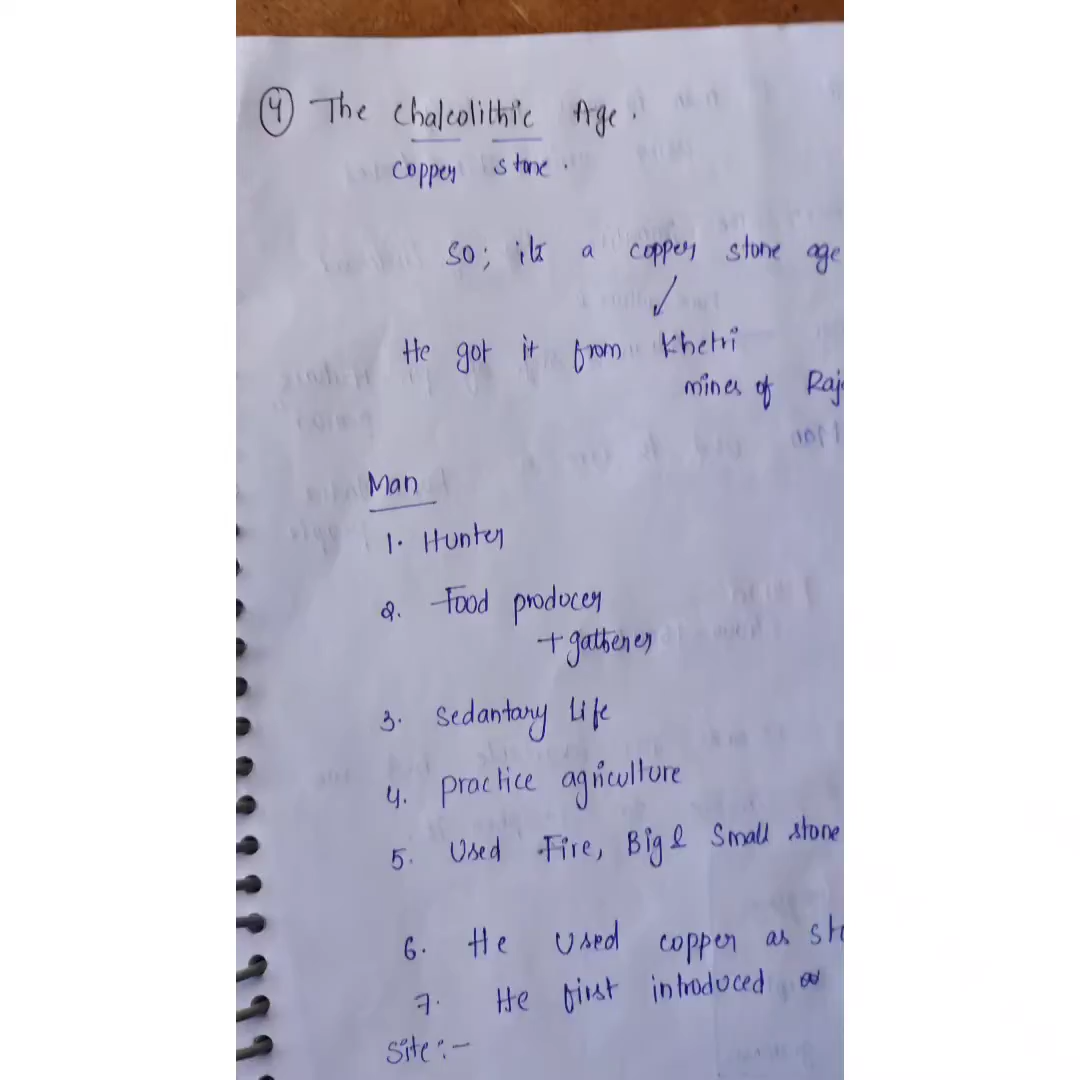 4 The Chalcolithic Age.
Copper Stone.
So; its a copper stone age
He got it from Khetri
mines of Raj
Man
1. Hunter
2. Food producer
+ gatherer
3. Sedantary Life
4. practice agriculture
5. Used Fire, Big & Small stone
6. He used copper as
7. He first introduced
Site:-